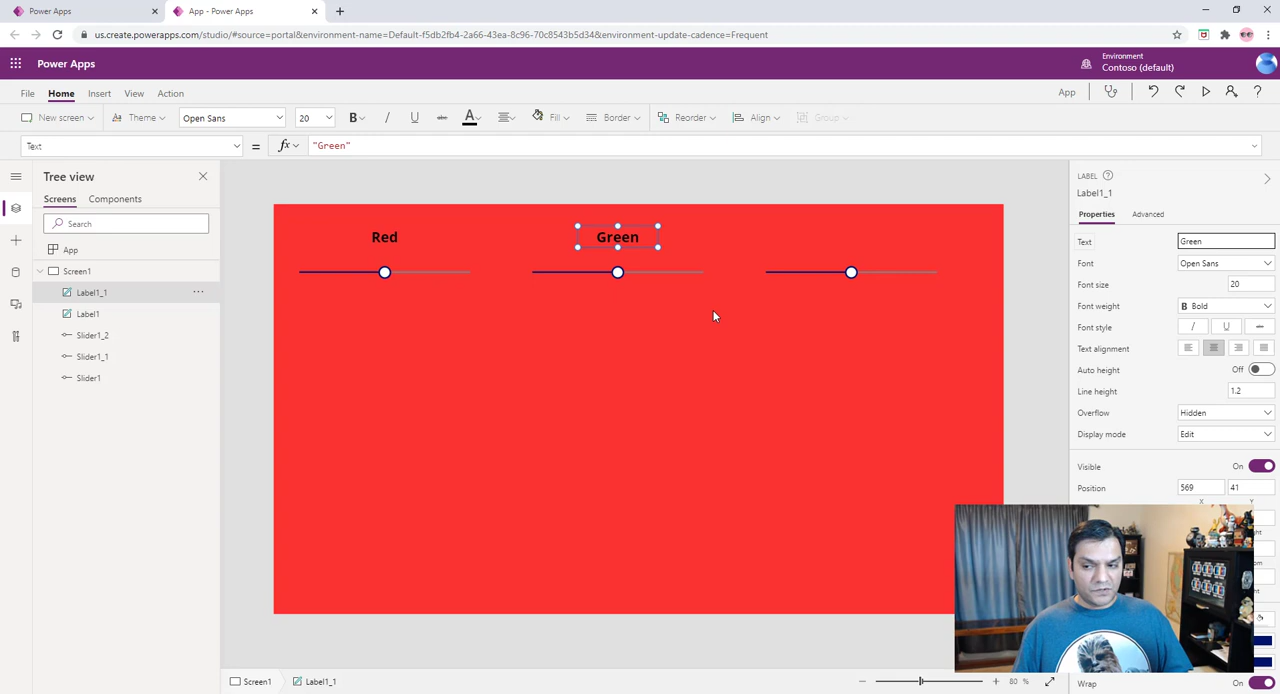 Power Apps
App - Power Apps
us.create.powerapps.com/studio/#source=portal&environment-name=Default-f5d2fb4-2a66-43ea-8c96-70c8543b5d34&environment-update-cadence=Frequent
Power Apps
Environment
Contoso (default)
File Home Insert View Action
App
New screen Theme Open Sans 20 B / U abc A Fill Border Reorder Align Group
Text = fx "Green"
Tree view
Screens Components
Search
App
Screen1
Label1_1
Label1
Slider1_2
Slider1_1
Slider1
Red
Green
LABEL
Label1_1
Properties Advanced
Text Green
Font Open Sans
Font size 20
Font weight B Bold
Font style / U abc
Text alignment
Auto height Off
Line height 1.2
Overflow Hidden
Display mode Edit
Visible On
Position 569 41
X Y
Wrap On
Screen1 Label1_1
80 %